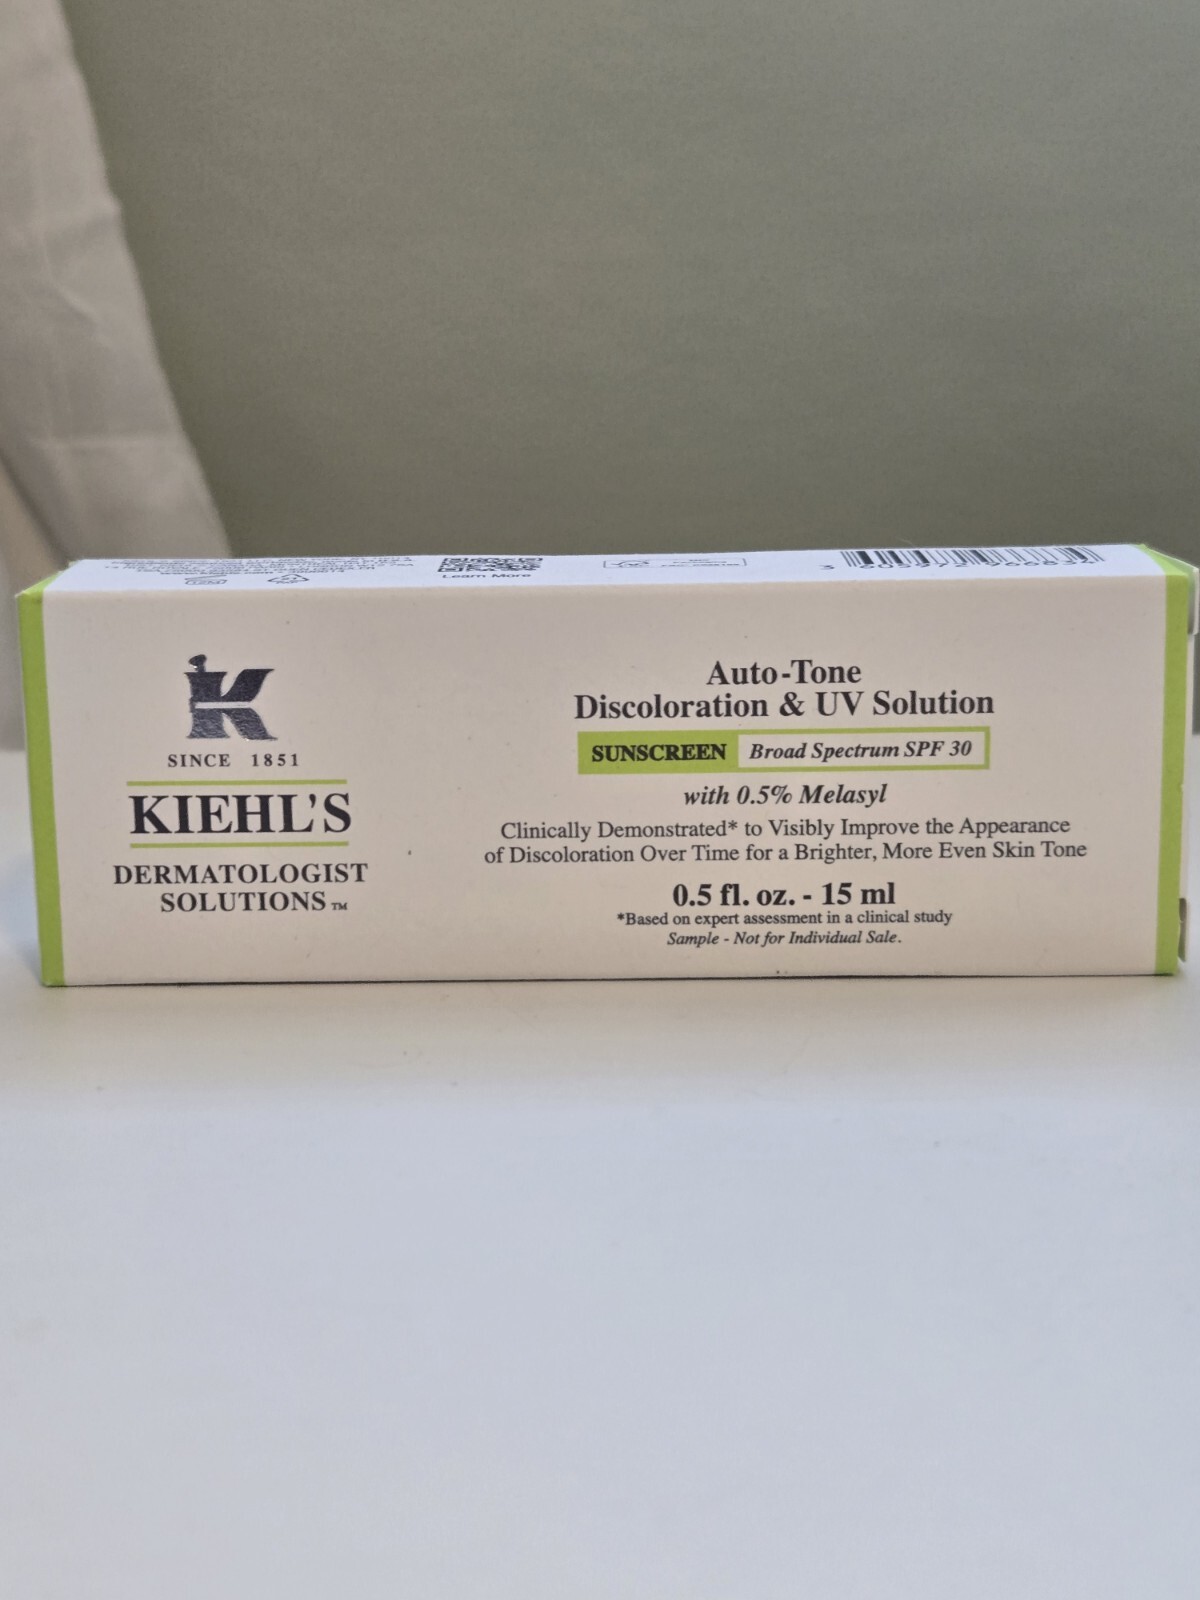 Learn More
K
SINCE 1851
KIEHL'S
DERMATOLOGIST
SOLUTIONS™
Auto-Tone
Discoloration & UV Solution
SUNSCREEN Broad Spectrum SPF 30
with 0.5% Melasyl
Clinically Demonstrated* to Visibly Improve the Appearance
of Discoloration Over Time for a Brighter, More Even Skin Tone
0.5 fl. oz. - 15 ml
*Based on expert assessment in a clinical study
Sample - Not for Individual Sale.